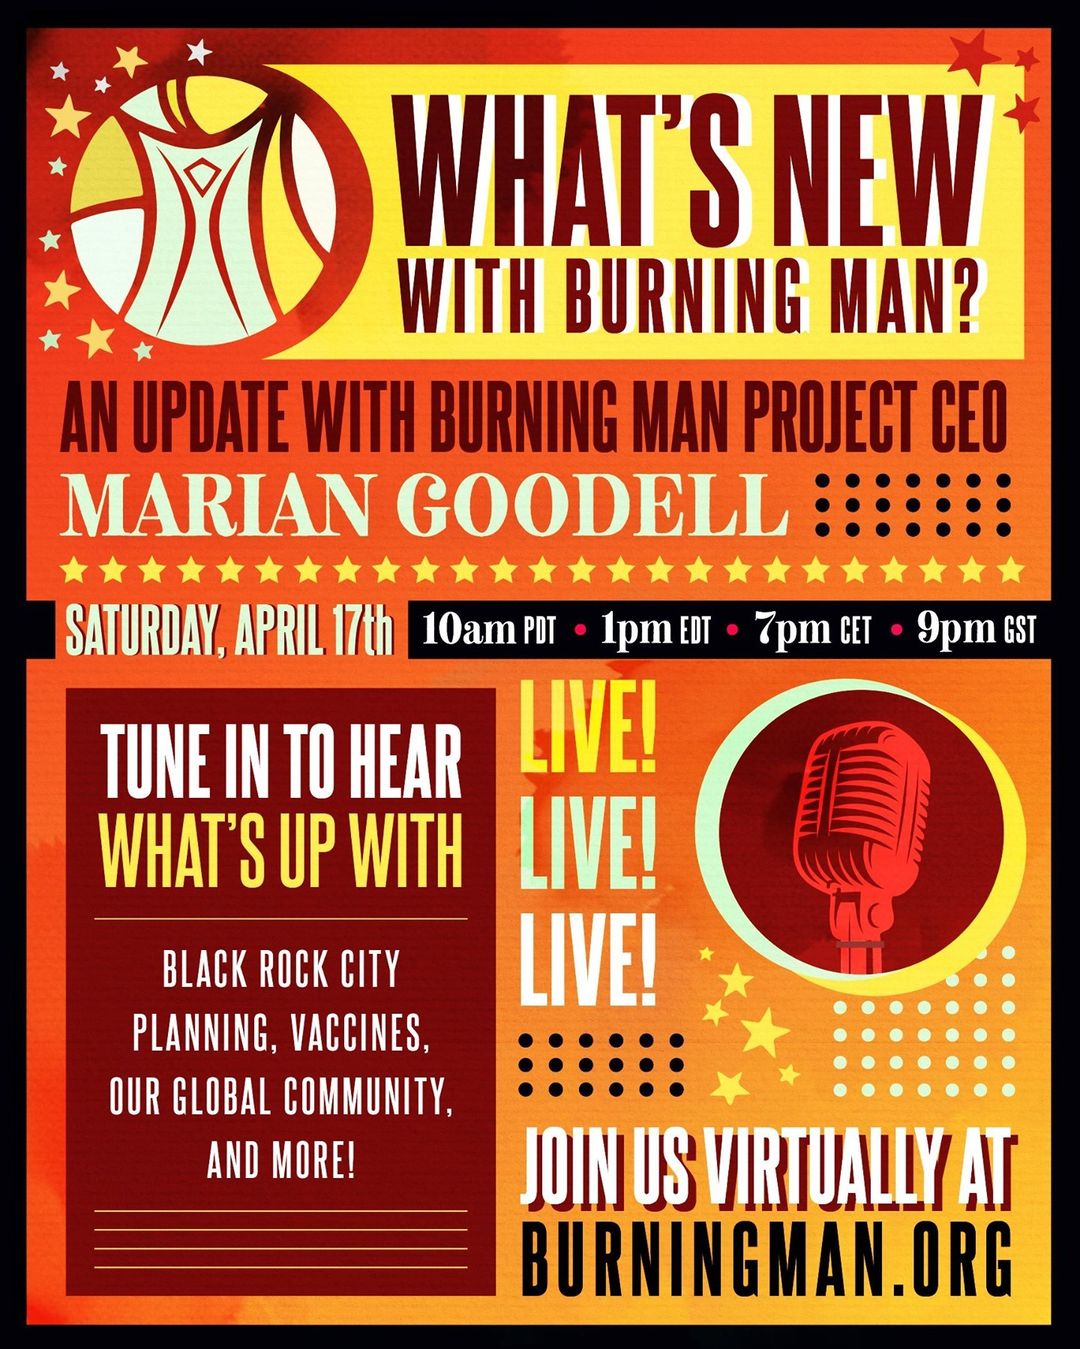 WHAT'S NEW
WITH BURNING MAN?
AN UPDATE WITH BURNING MAN PROJECT CEO
MARIAN GOODELL
SATURDAY, APRIL 17th 10am PDT • 1pm EDT • 7pm CET • 9pm GST
TUNE IN TO HEAR
WHAT'S UP WITH
BLACK ROCK CITY
PLANNING, VACCINES,
OUR GLOBAL COMMUNITY,
AND MORE!
LIVE!
LIVE!
LIVE!
JOIN US VIRTUALLY AT
BURNINGMAN.ORG